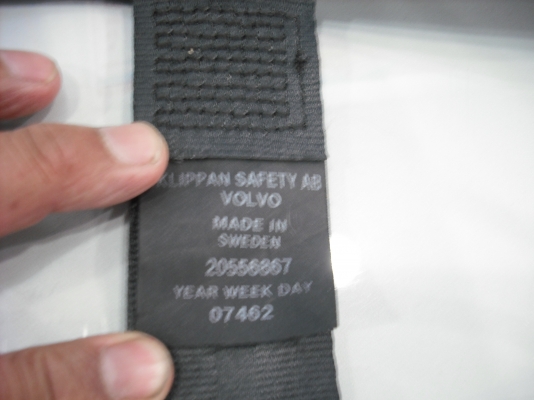 KLIPPAN SAFETY AB
VOLVO
MADE IN
SWEDEN
20556867
YEAR WEEK DAY
07462